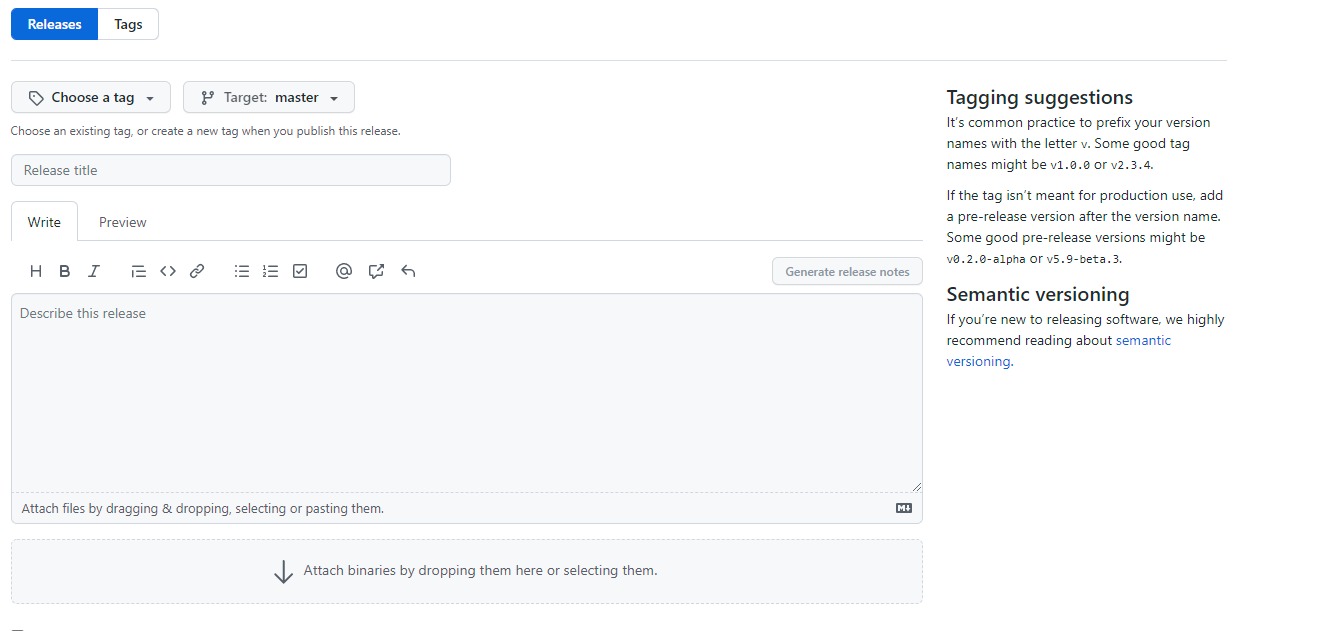 Releases Tags
Choose a tag Target: master
Choose an existing tag, or create a new tag when you publish this release.
Release title
Write Preview
H B I
Generate release notes
Describe this release
Attach files by dragging & dropping, selecting or pasting them.
Attach binaries by dropping them here or selecting them.
Tagging suggestions
It's common practice to prefix your version
names with the letter v. Some good tag
names might be v1.0.0 or v2.3.4.
If the tag isn't meant for production use, add
a pre-release version after the version name.
Some good pre-release versions might be
v0.2.0-alpha or v5.9-beta.3.
Semantic versioning
If you're new to releasing software, we highly
recommend reading about semantic
versioning.